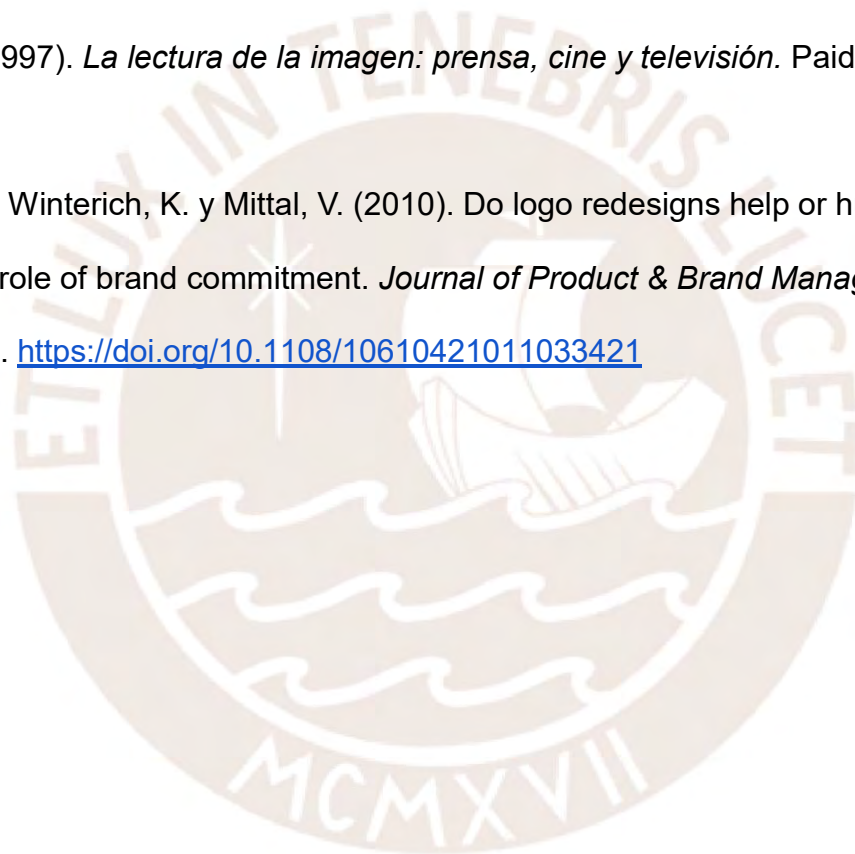 997). La lectura de la imagen: prensa, cine y televisión. Paid
Winterich, K. y Mittal, V. (2010). Do logo redesigns help or h
role of brand commitment. Journal of Product & Brand Manag
. https://doi.org/10.1108/10610421011033421
ET LUX IN TENEBRIS LUCET
MCMXVII